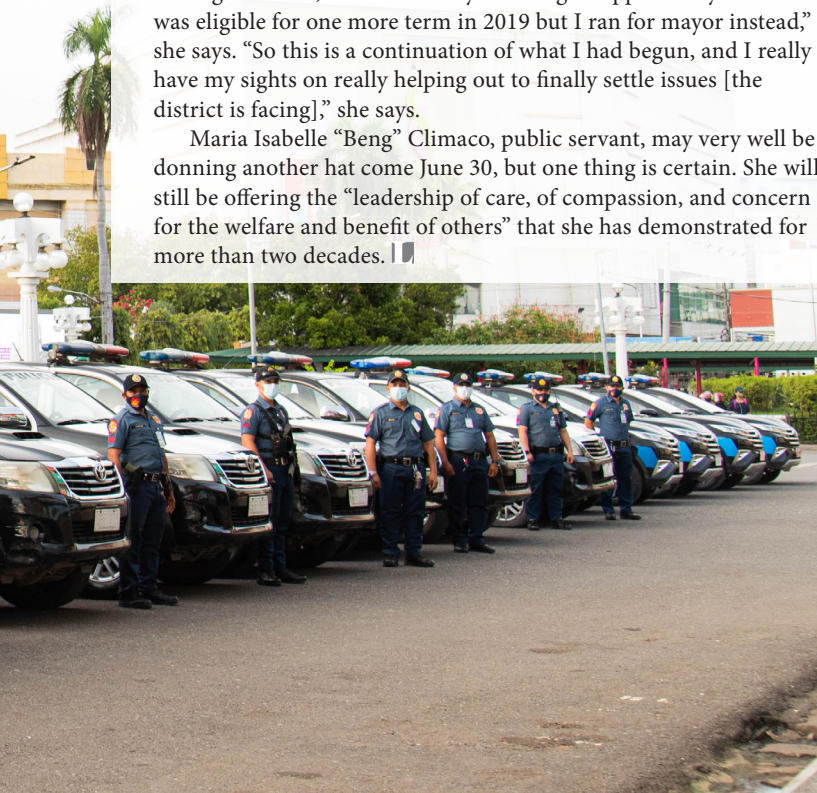 was eligible for one more term in 2019 but I ran for mayor instead,”
she says. “So this is a continuation of what I had begun, and I really
have my sights on really helping out to finally settle issues [the
district is facing],” she says.
Maria Isabelle “Beng” Climaco, public servant, may very well be
donning another hat come June 30, but one thing is certain. She will
still be offering the “leadership of care, of compassion, and concern
for the welfare and benefit of others” that she has demonstrated for
more than two decades.